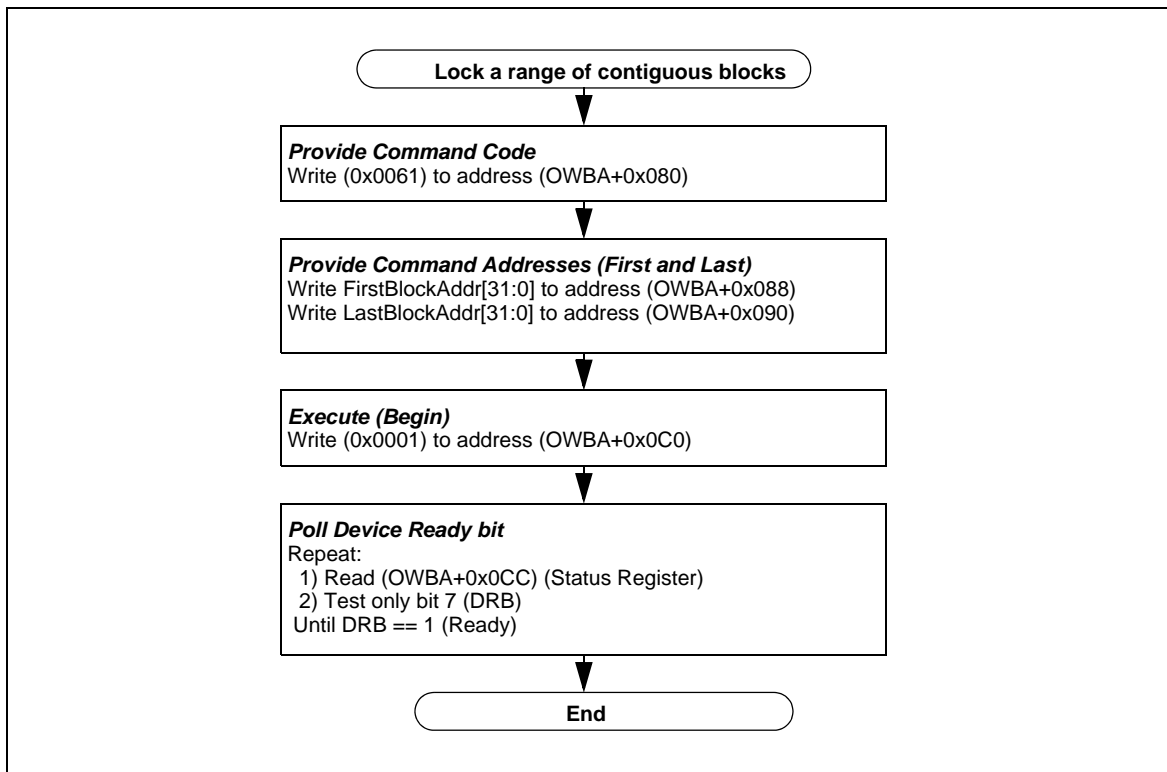 Lock a range of contiguous blocks
Provide Command Code
Write (0x0061) to address (OWBA+0x080)
Provide Command Addresses (First and Last)
Write FirstBlockAddr[31:0] to address (OWBA+0x088)
Write LastBlockAddr[31:0] to address (OWBA+0x090)
Execute (Begin)
Write (0x0001) to address (OWBA+0x0C0)
Poll Device Ready bit
Repeat:
1) Read (OWBA+0x0CC) (Status Register)
2) Test only bit 7 (DRB)
Until DRB == 1 (Ready)
End